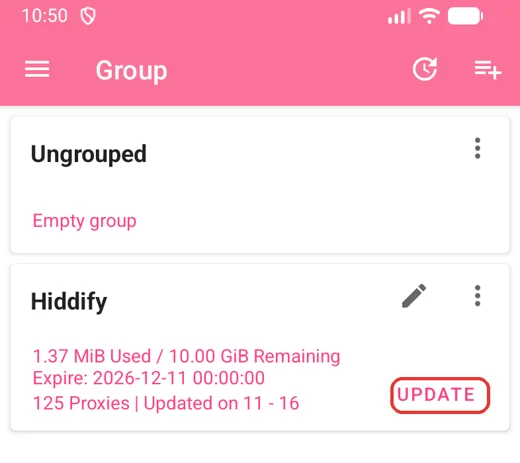 10:50
Group
Ungrouped
Empty group
Hiddify
1.37 MiB Used / 10.00 GiB Remaining
Expire: 2026-12-11 00:00:00
125 Proxies | Updated on 11 - 16
UPDATE